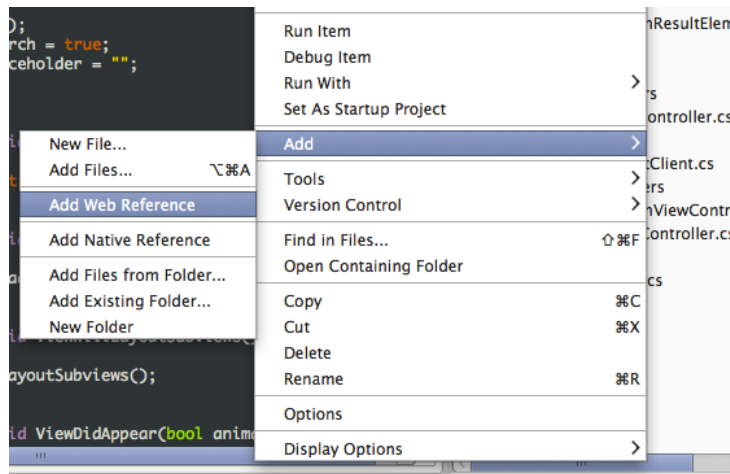 );
rch = true;
ceholder = "";
ayoutSubviews();
id ViewDidAppear(bool anim
New File...
Add Files... ⌥⌘A
Add Web Reference
Add Native Reference
Add Files from Folder...
Add Existing Folder...
New Folder
Run Item
Debug Item
Run With
Set As Startup Project
Add
Tools
Version Control
Find in Files... ⇧⌘F
Open Containing Folder
Copy ⌘C
Cut ⌘X
Delete
Rename ⌘R
Options
Display Options
nResultElem
rs
ontroller.cs
tClient.cs
ers
nViewContr
Controller.cs
cs